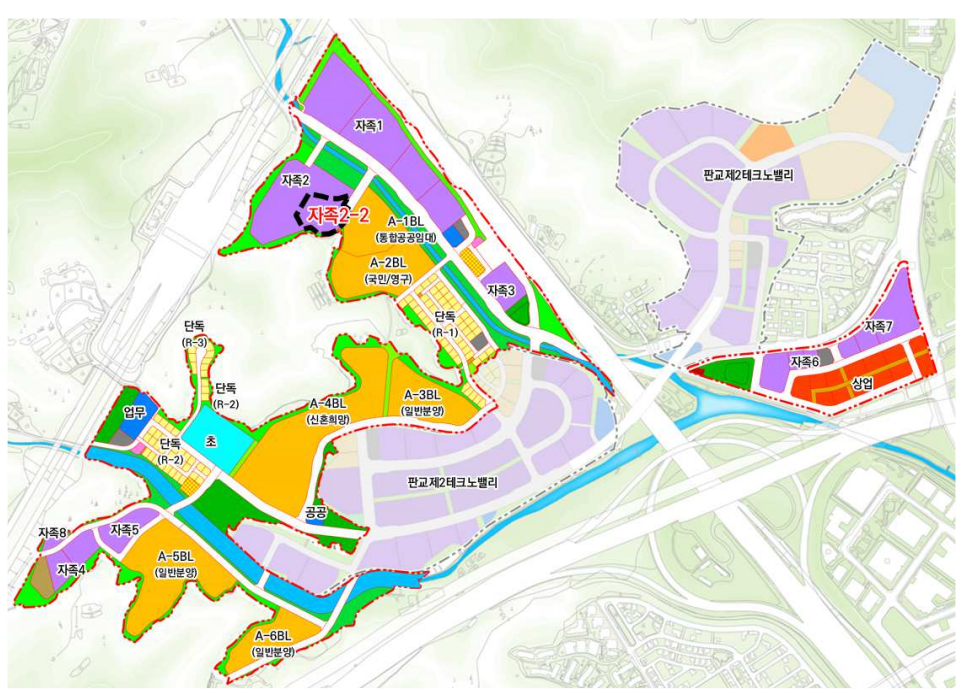 자족1
자족2
자족2-2
판교제2테크노밸리
A-1BL
(통합공공임대)
A-2BL
(국민/영구)
자족3
단독
(R-1)
단독
(R-3)
자족7
자족6
상업
단독
(R-2)
A-3BL
(일반분양)
A-4BL
(신혼희망)
업무
초
단독
(R-2)
판교제2테크노밸리
공공
자족8
자족5
자족4
A-5BL
(일반분양)
A-6BL
(일반분양)